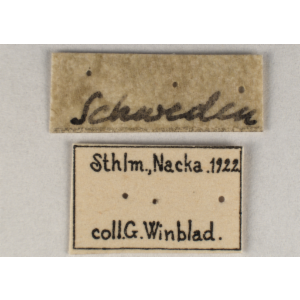 Schweden
Sthlm., Nacka.1922
coll.G.Winblad.